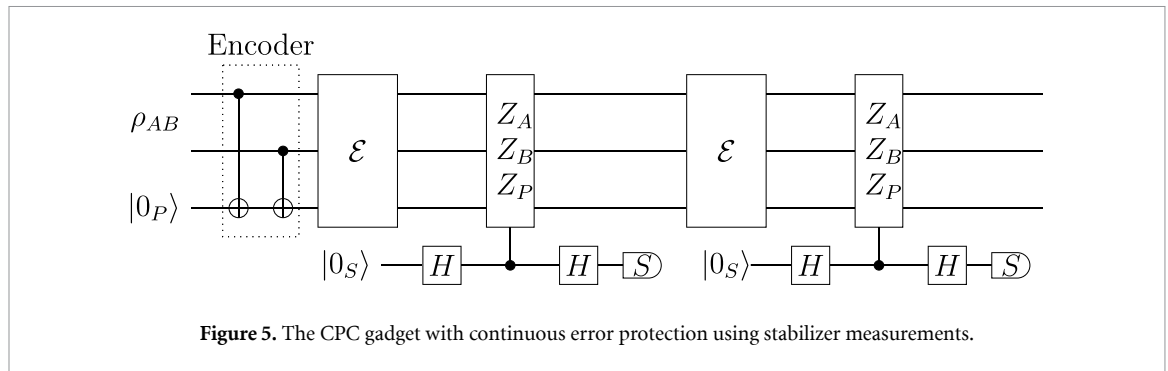 Encoder
ρ_AB
|0_P⟩
ℰ
Z_A
Z_B
Z_P
|0_S⟩ H H S
ℰ
Z_A
Z_B
Z_P
|0_S⟩ H H S
Figure 5. The CPC gadget with continuous error protection using stabilizer measurements.